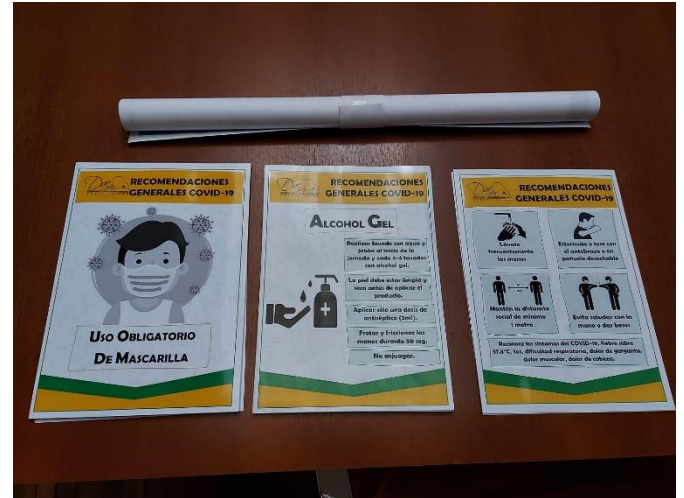 RECOMENDACIONES
GENERALES COVID-19
USO OBLIGATORIO
DE MASCARILLA
RECOMENDACIONES
GENERALES COVID-19
ALCOHOL GEL
Realizar lavado con agua y
jabón al inicio de la
jornada y cada 3-4 lavados
con alcohol gel.
La piel debe estar limpia y
seca antes de aplicar el
producto.
Aplicar sólo una dosis de
antiséptico (3ml).
Frotar y friccionar las
manos durante 30 seg.
No enjuagar.
RECOMENDACIONES
GENERALES COVID-19
Lávate
frecuentemente
las manos
Estornuda o tose con
el antebrazo o en
pañuelo desechable
Mantén la distancia
social de mínimo
1 metro
Evita saludar con la
mano o dar besos
Reconoce los síntomas del COVID-19, fiebre sobre
37.8°C, tos, dificultad respiratoria, dolor de garganta,
dolor muscular, dolor de cabeza.